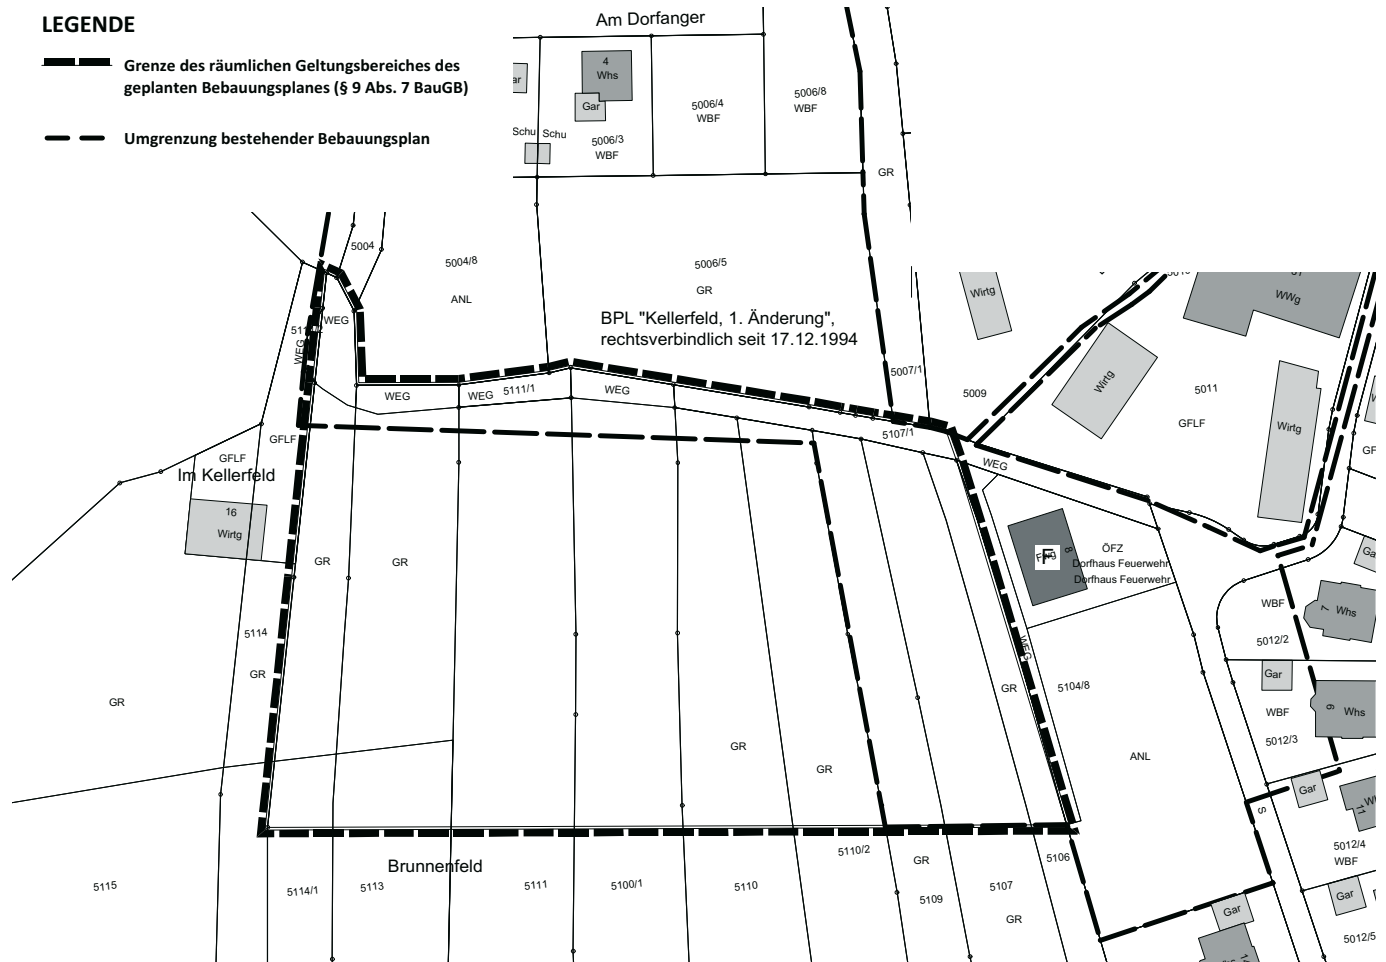 LEGENDE
Grenze des räumlichen Geltungsbereiches des
geplanten Bebauungsplanes (§ 9 Abs. 7 BauGB)
Umgrenzung bestehender Bebauungsplan
Am Dorfanger
4
Whs
Gar
Schu
Schu
5006/3
WBF
5006/4
WBF
5006/8
WBF
GR
5004
5004/8
ANL
5006/5
GR
BPL "Kellerfeld, 1. Änderung",
rechtsverbindlich seit 17.12.1994
Wirtg
WWg
WEG
WEG
WEG
WEG
5111/1
WEG
5007/1
5107/1
5009
Wirtg
5011
GFLF
Wirtg
WEG
GFLF
GFLF
Im Kellerfeld
16
Wirtg
GR
GR
F
8
ÖFZ
Dorfhaus Feuerwehr
Dorfhaus Feuerwehr
WEG
WBF
7
Whs
5012/2
5114
GR
GR
GR
5104/8
Gar
WBF
6
Whs
5012/3
GR
GR
ANL
Gar
S
11
5012/4
WBF
Brunnenfeld
5110/2
GR
5106
5115
5114/1
5113
5111
5100/1
5110
5109
5107
GR
Gar
Gar
5012/5